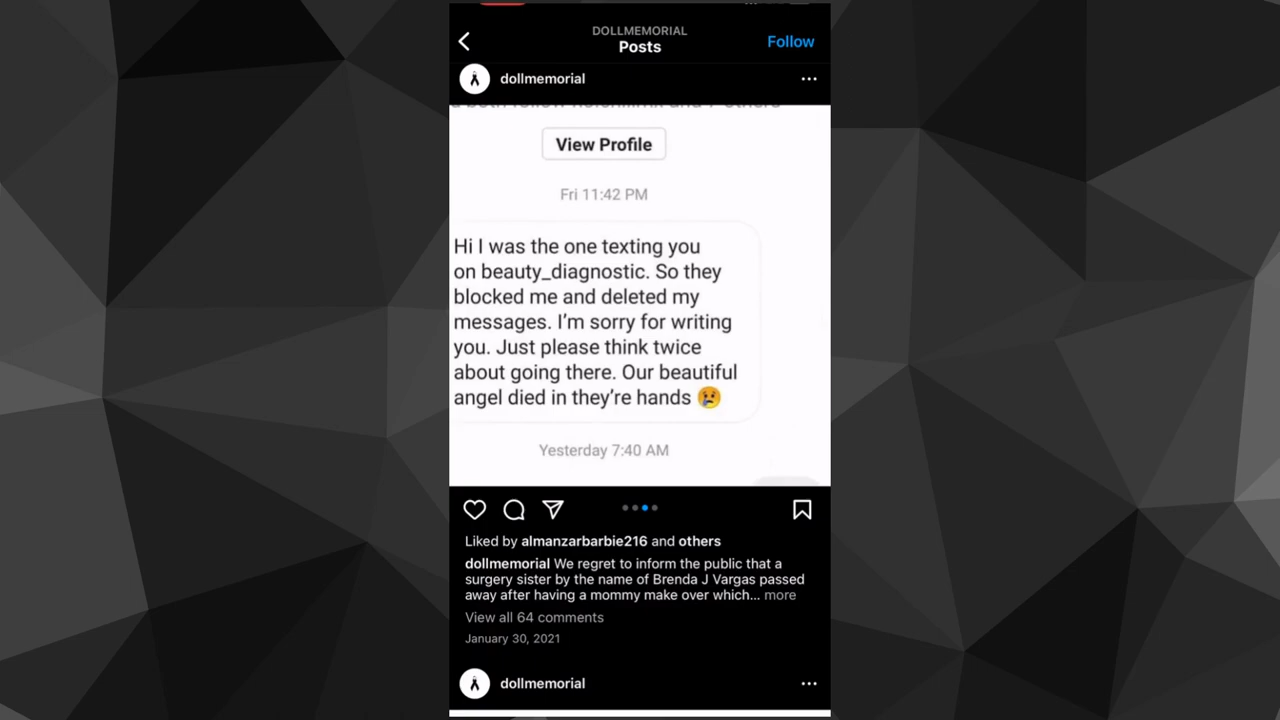 DOLLMEMORIAL
Posts
Follow
dollmemorial
View Profile
Fri 11:42 PM
Hi I was the one texting you
on beauty_diagnostic. So they
blocked me and deleted my
messages. I'm sorry for writing
you. Just please think twice
about going there. Our beautiful
angel died in they're hands 😢
Yesterday 7:40 AM
Liked by almanzarbarbie216 and others
dollmemorial We regret to inform the public that a
surgery sister by the name of Brenda J Vargas passed
away after having a mommy make over which... more
View all 64 comments
January 30, 2021
dollmemorial